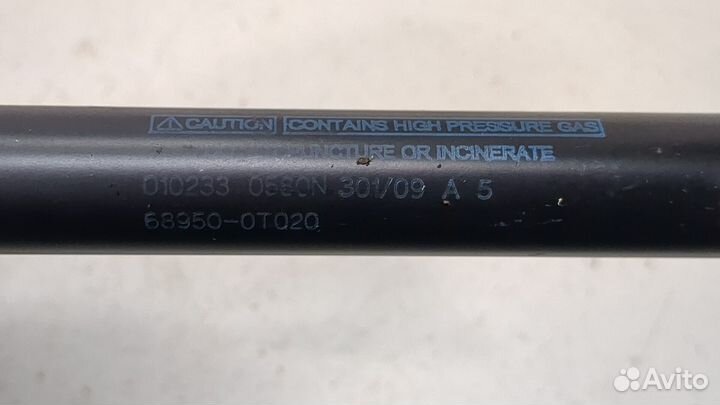 CAUTION CONTAINS HIGH PRESSURE GAS
OR INCINERATE
010233 301/09 A 5
68950-0T020
Avito